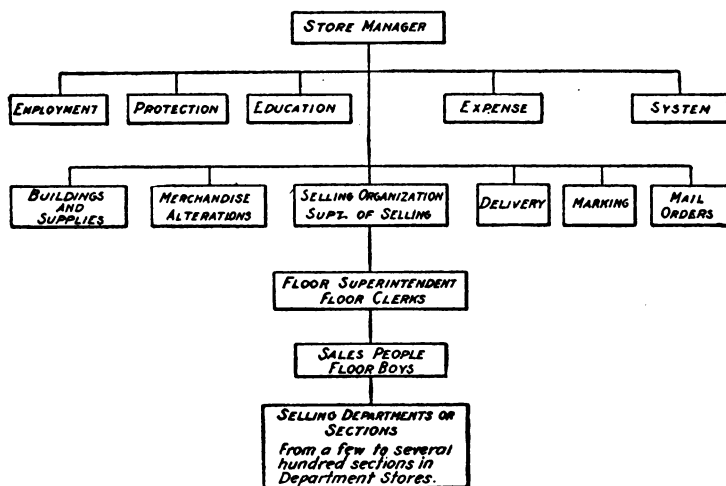 STORE MANAGER
EMPLOYMENT
PROTECTION
EDUCATION
EXPENSE
SYSTEM
BUILDINGS
AND
SUPPLIES
MERCHANDISE
ALTERATIONS
SELLING ORGANIZATION
SUPT. OF SELLING
DELIVERY
MARKING
MAIL
ORDERS
FLOOR SUPERINTENDENT
FLOOR CLERKS
SALES PEOPLE
FLOOR BOYS
SELLING DEPARTMENTS OR
SECTIONS
From a few to several
hundred sections in
Department Stores.